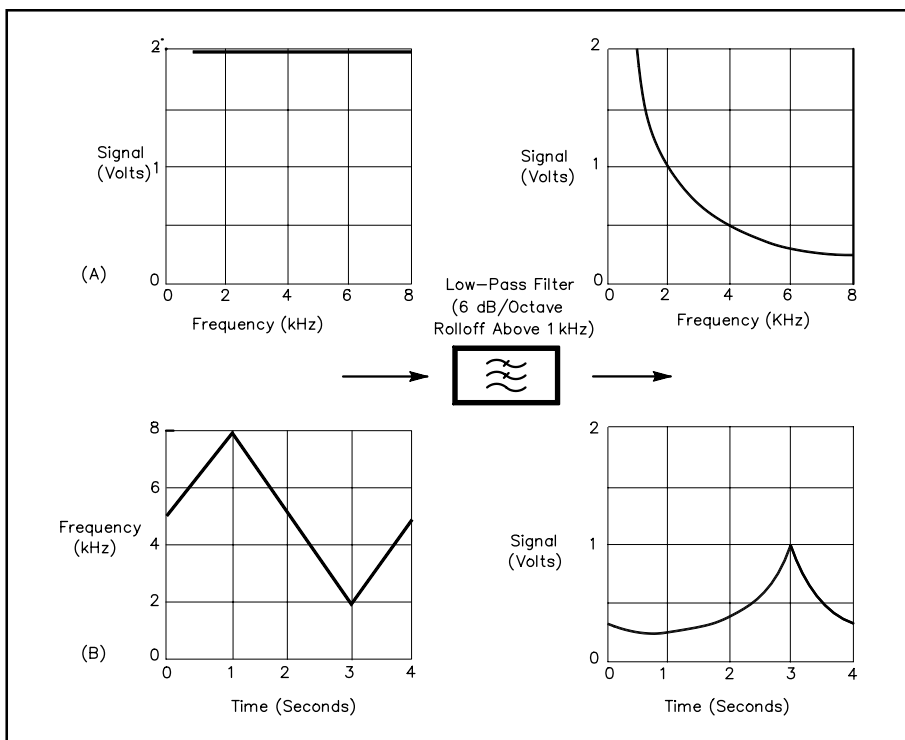 2
Signal
(Volts)
1
(A)
0
0 2 4 6 8
Frequency (kHz)
2
Signal
(Volts)
1
0
0 2 4 6 8
Frequency (KHz)
Low-Pass Filter
(6 dB/Octave
Rolloff Above 1 kHz)
8
6
Frequency
(kHz)
4
2
(B)
0
0 1 2 3 4
Time (Seconds)
2
Signal
(Volts)
1
0
0 1 2 3 4
Time (Seconds)